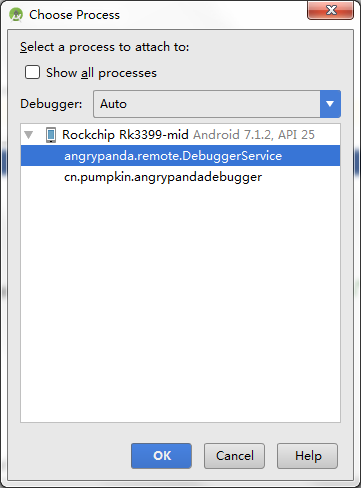 Choose Process
Select a process to attach to:
Show all processes
Debugger: Auto
Rockchip Rk3399-mid Android 7.1.2, API 25
angrypanda.remote.DebuggerService
cn.pumpkin.angrypandadebugger
OK Cancel Help